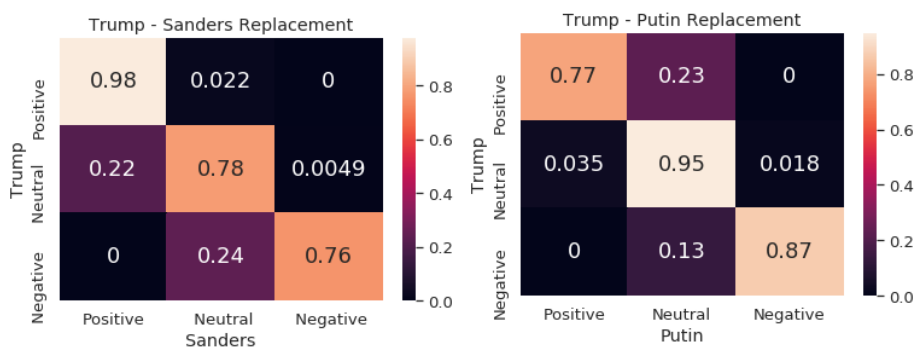 Trump - Sanders Replacement
Trump
Positive
Neutral
Negative
0.98 0.022 0
0.22 0.78 0.0049
0 0.24 0.76
Positive Neutral Negative
Sanders
0.8
0.6
0.4
0.2
0.0
Trump - Putin Replacement
Trump
Positive
Neutral
Negative
0.77 0.23 0
0.035 0.95 0.018
0 0.13 0.87
Positive Neutral Negative
Putin
0.8
0.6
0.4
0.2
0.0